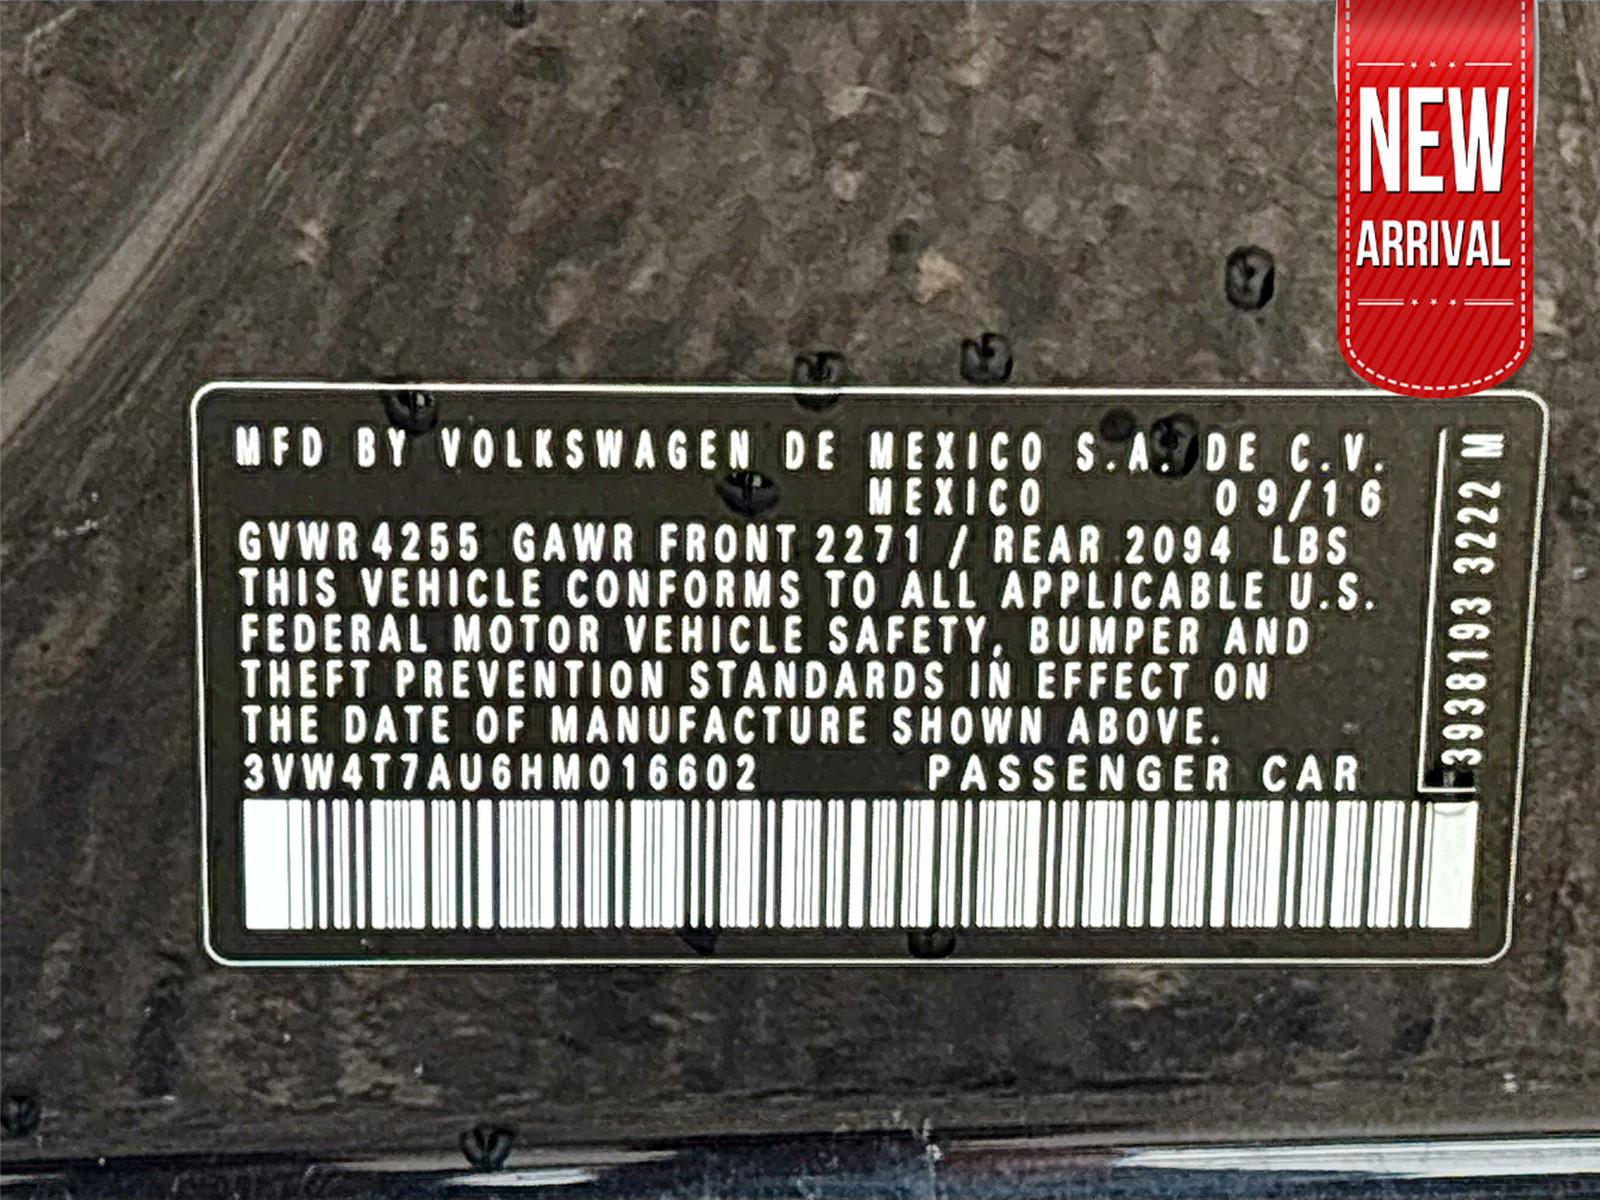 NEW
ARRIVAL
MFD BY VOLKSWAGEN DE MEXICO S.A. DE C.V.
MEXICO 09/16
GVWR 4255 GAWR FRONT 2271 / REAR 2094 LBS
THIS VEHICLE CONFORMS TO ALL APPLICABLE U.S.
FEDERAL MOTOR VEHICLE SAFETY, BUMPER AND
THEFT PREVENTION STANDARDS IN EFFECT ON
THE DATE OF MANUFACTURE SHOWN ABOVE.
3VW4T7AU6HM016602 PASSENGER CAR
3938193 3222 M